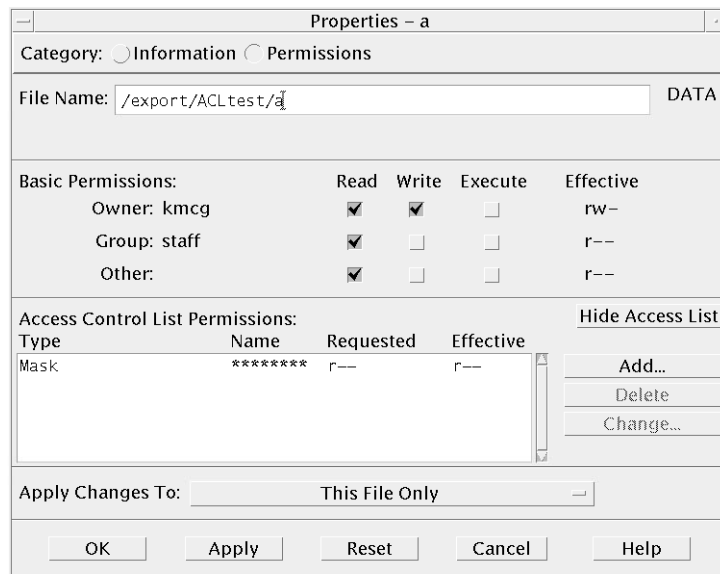 Properties – a
Category: Information Permissions
File Name: /export/ACLtest/a DATA
Basic Permissions: Read Write Execute Effective
Owner: kmcg rw-
Group: staff r--
Other: r--
Access Control List Permissions: Hide Access List
Type Name Requested Effective
Mask ******** r-- r--
Add...
Delete
Change...
Apply Changes To: This File Only
OK Apply Reset Cancel Help